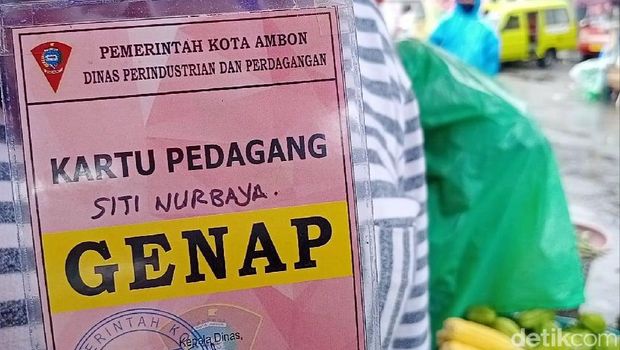 PEMERINTAH KOTA AMBON
DINAS PERINDUSTRIAN DAN PERDAGANGAN
KARTU PEDAGANG
SITI NURBAYA.
GENAP
Kepala Dinas,
detikcom